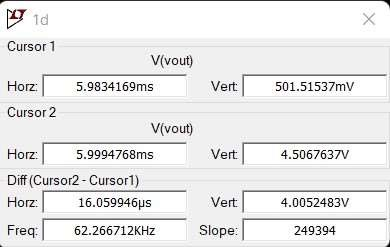 1d
Cursor 1
V(vout)
Horz: 5.9834169ms Vert: 501.51537mV
Cursor 2
V(vout)
Horz: 5.9994768ms Vert: 4.5067637V
Diff (Cursor2 - Cursor1)
Horz: 16.059946µs Vert: 4.0052483V
Freq: 62.266712KHz Slope: 249394